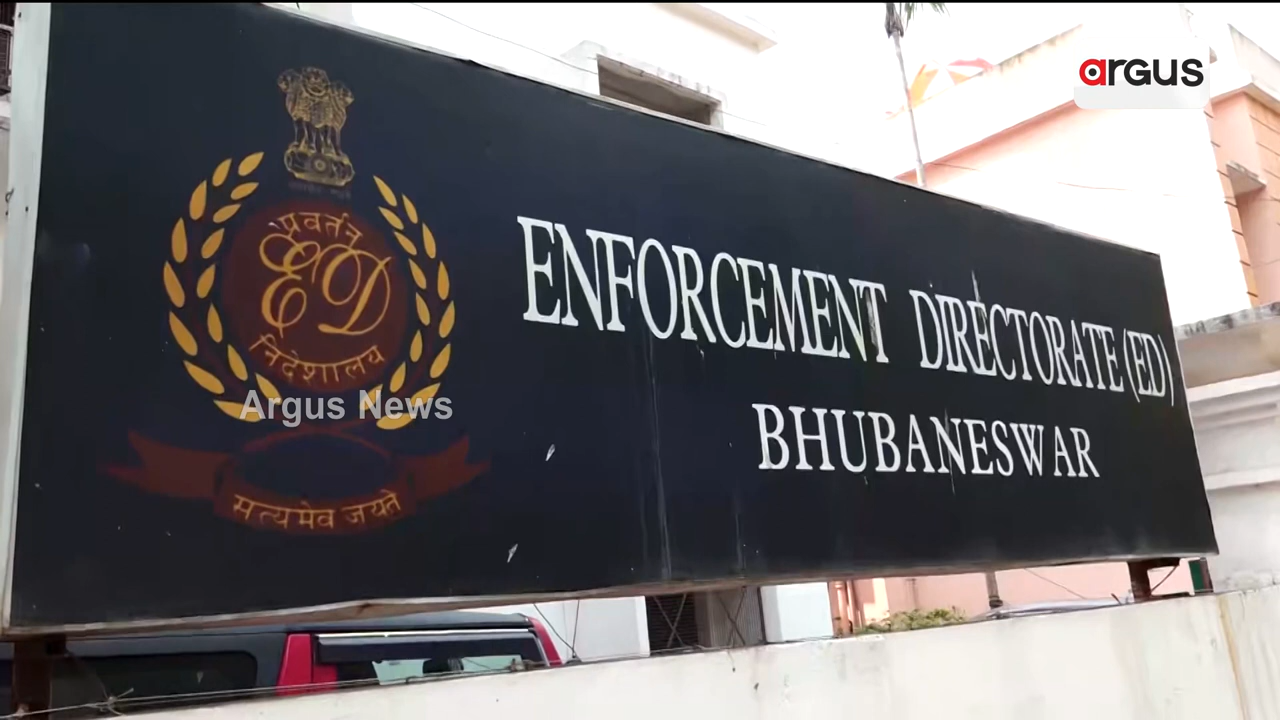 argus
प्रवर्तन
ED
निदेशालय
Argus News
सत्यमेव जयते
ENFORCEMENT DIRECTORATE (ED)
BHUBANESWAR